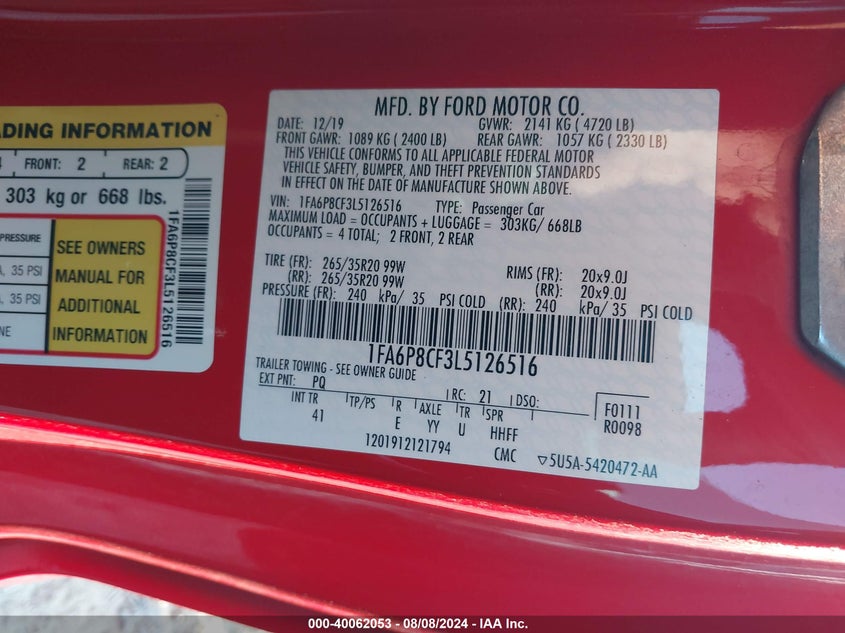 ADING INFORMATION
FRONT: 2 REAR: 2
303 kg or 668 lbs.
PRESSURE
35 PSI
35 PSI
SEE OWNERS
MANUAL FOR
ADDITIONAL
INFORMATION
1FA6P8CF3L5126516
MFD. BY FORD MOTOR CO.
DATE: 12/19 GVWR: 2141 KG ( 4720 LB)
FRONT GAWR: 1089 KG ( 2400 LB) REAR GAWR: 1057 KG ( 2330 LB)
THIS VEHICLE CONFORMS TO ALL APPLICABLE FEDERAL MOTOR
VEHICLE SAFETY, BUMPER, AND THEFT PREVENTION STANDARDS
IN EFFECT ON THE DATE OF MANUFACTURE SHOWN ABOVE.
VIN: 1FA6P8CF3L5126516 TYPE: Passenger Car
MAXIMUM LOAD = OCCUPANTS + LUGGAGE = 303KG/ 668LB
OCCUPANTS = 4 TOTAL; 2 FRONT, 2 REAR
TIRE (FR): 265/35R20 99W RIMS (FR): 20x9.0J
(RR): 265/35R20 99W (RR): 20x9.0J
PRESSURE (FR): 240 kPa/ 35 PSI COLD (RR): 240 kPa/ 35 PSI COLD
1FA6P8CF3L5126516
TRAILER TOWING - SEE OWNER GUIDE
EXT PNT: PQ RC: 21 DSO:
INT TR TP/PS R AXLE TR SPR
41 E YY U HHFF
F0111
R0098
1201912121794 CMC ▽5U5A-5420472-AA
000-40062053 - 08/08/2024 - IAA Inc.